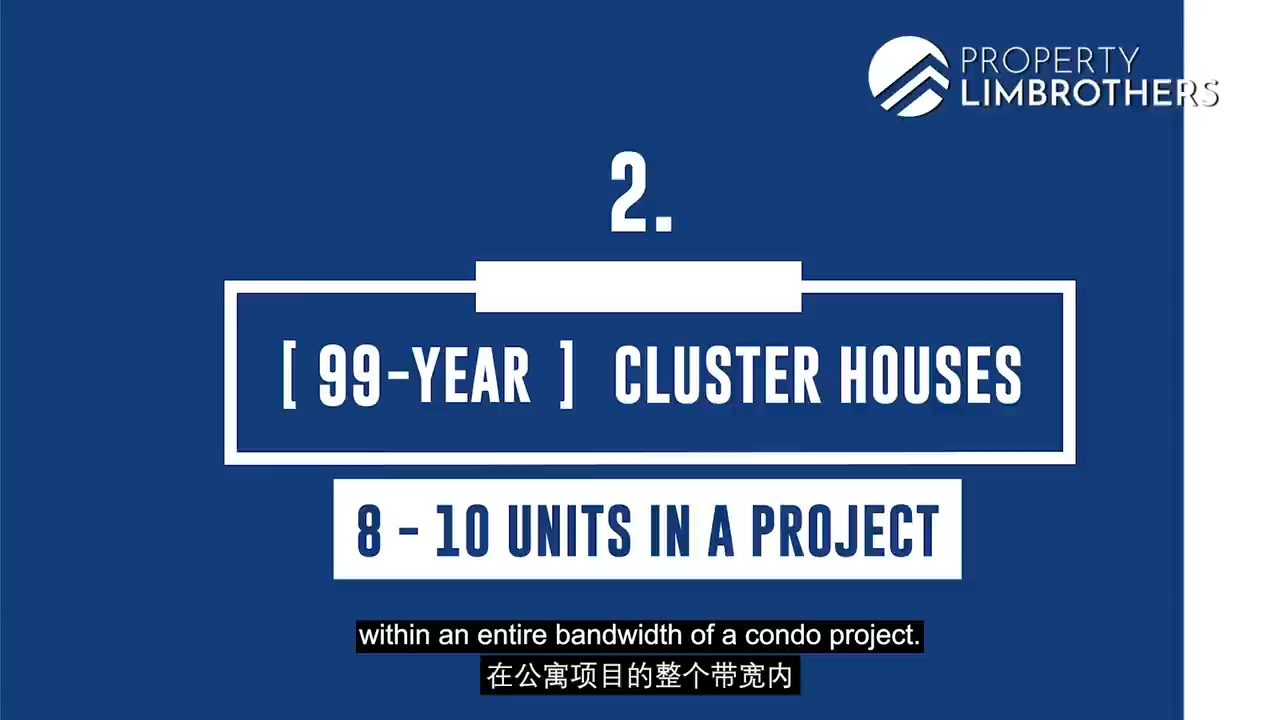 PROPERTY
LIMBROTHERS
2.
[ 99-YEAR ] CLUSTER HOUSES
8 - 10 UNITS IN A PROJECT
within an entire bandwidth of a condo project.
在公寓项目的整个带宽内